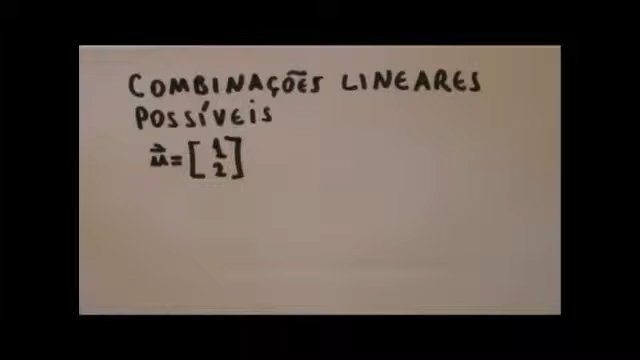 COMBINAÇÕES LINEARES
POSSÍVEIS
u⃗ = [1
2]